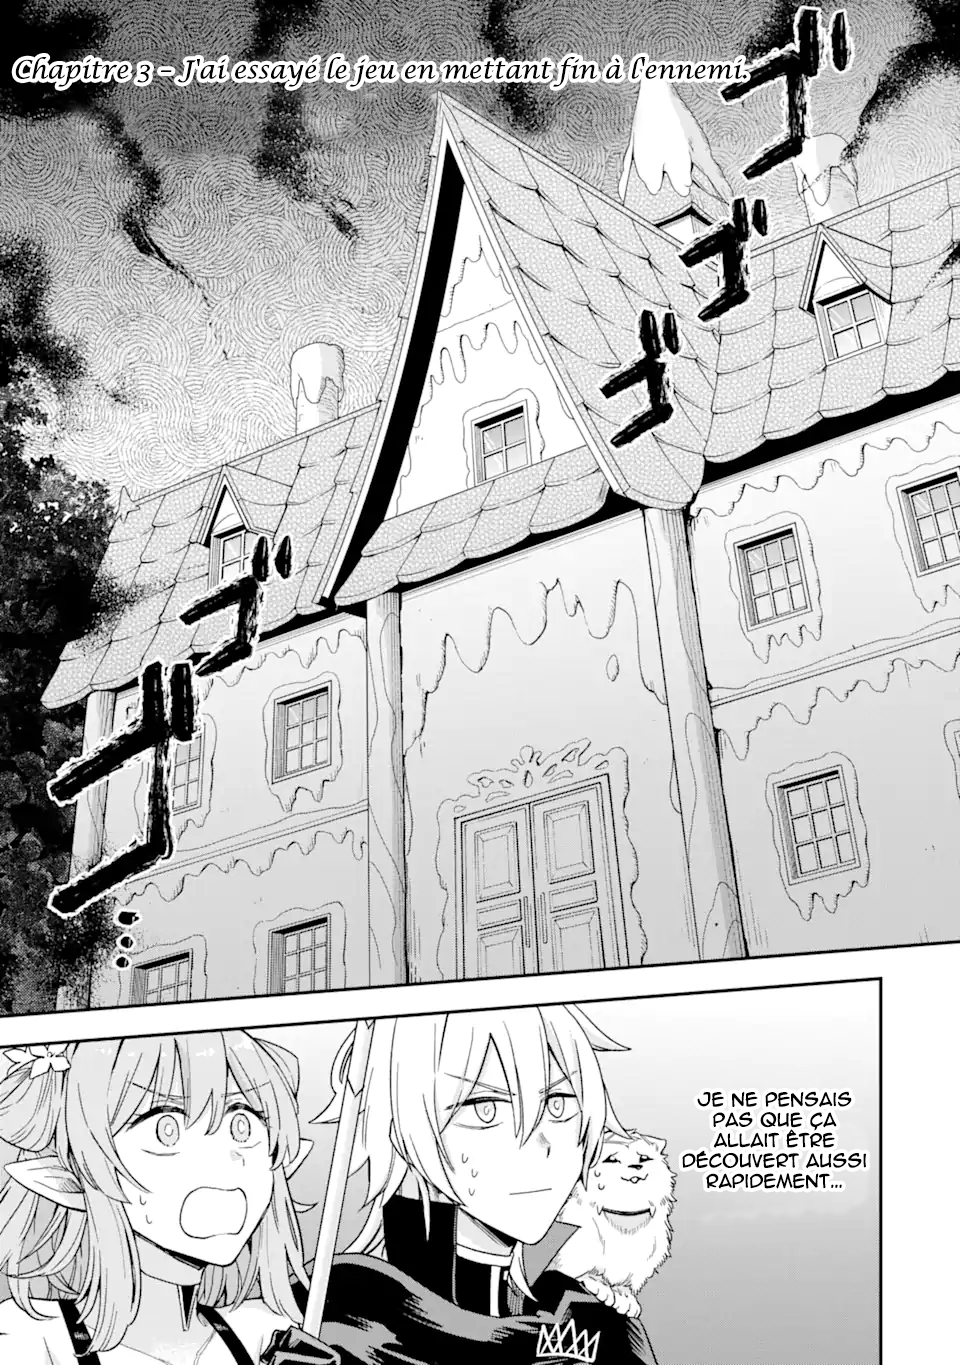 Chapitre 3 – J'ai essayé le jeu en mettant fin à l'ennemi.
ゴ
ゴ
ゴ
ゴ
ゴ
…
JE NE PENSAIS
PAS QUE ÇA
ALLAIT ÊTRE
DÉCOUVERT AUSSI
RAPIDEMENT...